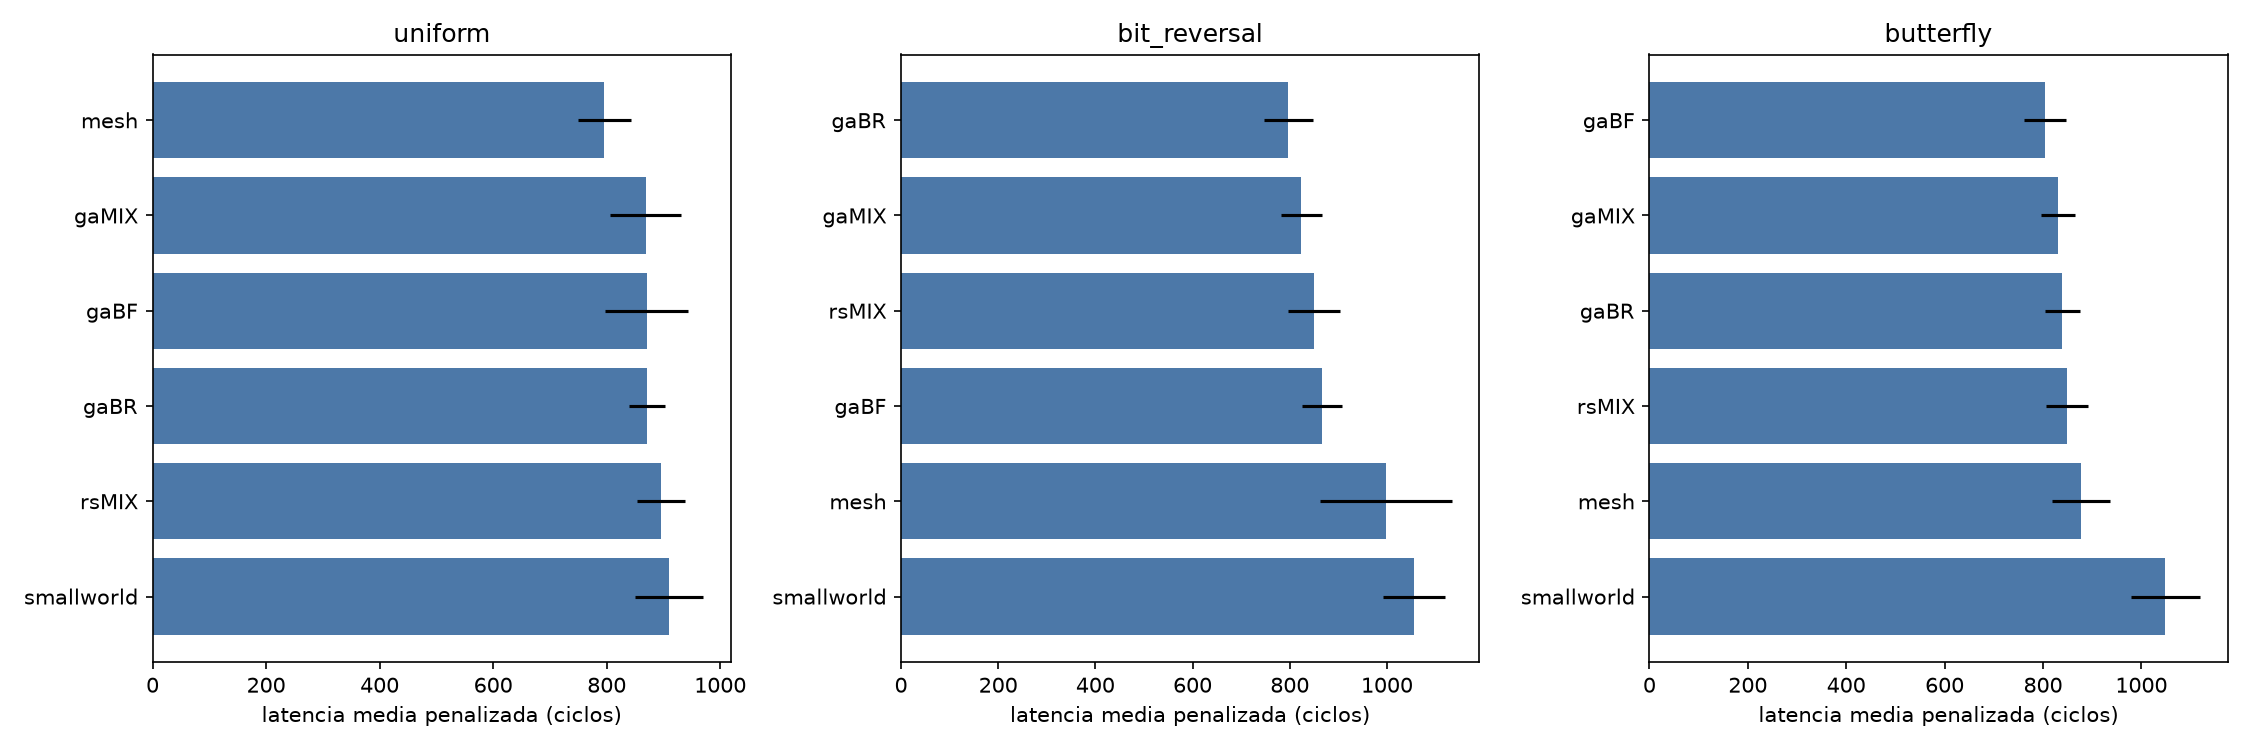 uniform
mesh
gaMIX
gaBF
gaBR
rsMIX
smallworld
0 200 400 600 800 1000
latencia media penalizada (ciclos)
bit_reversal
gaBR
gaMIX
rsMIX
gaBF
mesh
smallworld
0 200 400 600 800 1000
latencia media penalizada (ciclos)
butterfly
gaBF
gaMIX
gaBR
rsMIX
mesh
smallworld
0 200 400 600 800 1000
latencia media penalizada (ciclos)